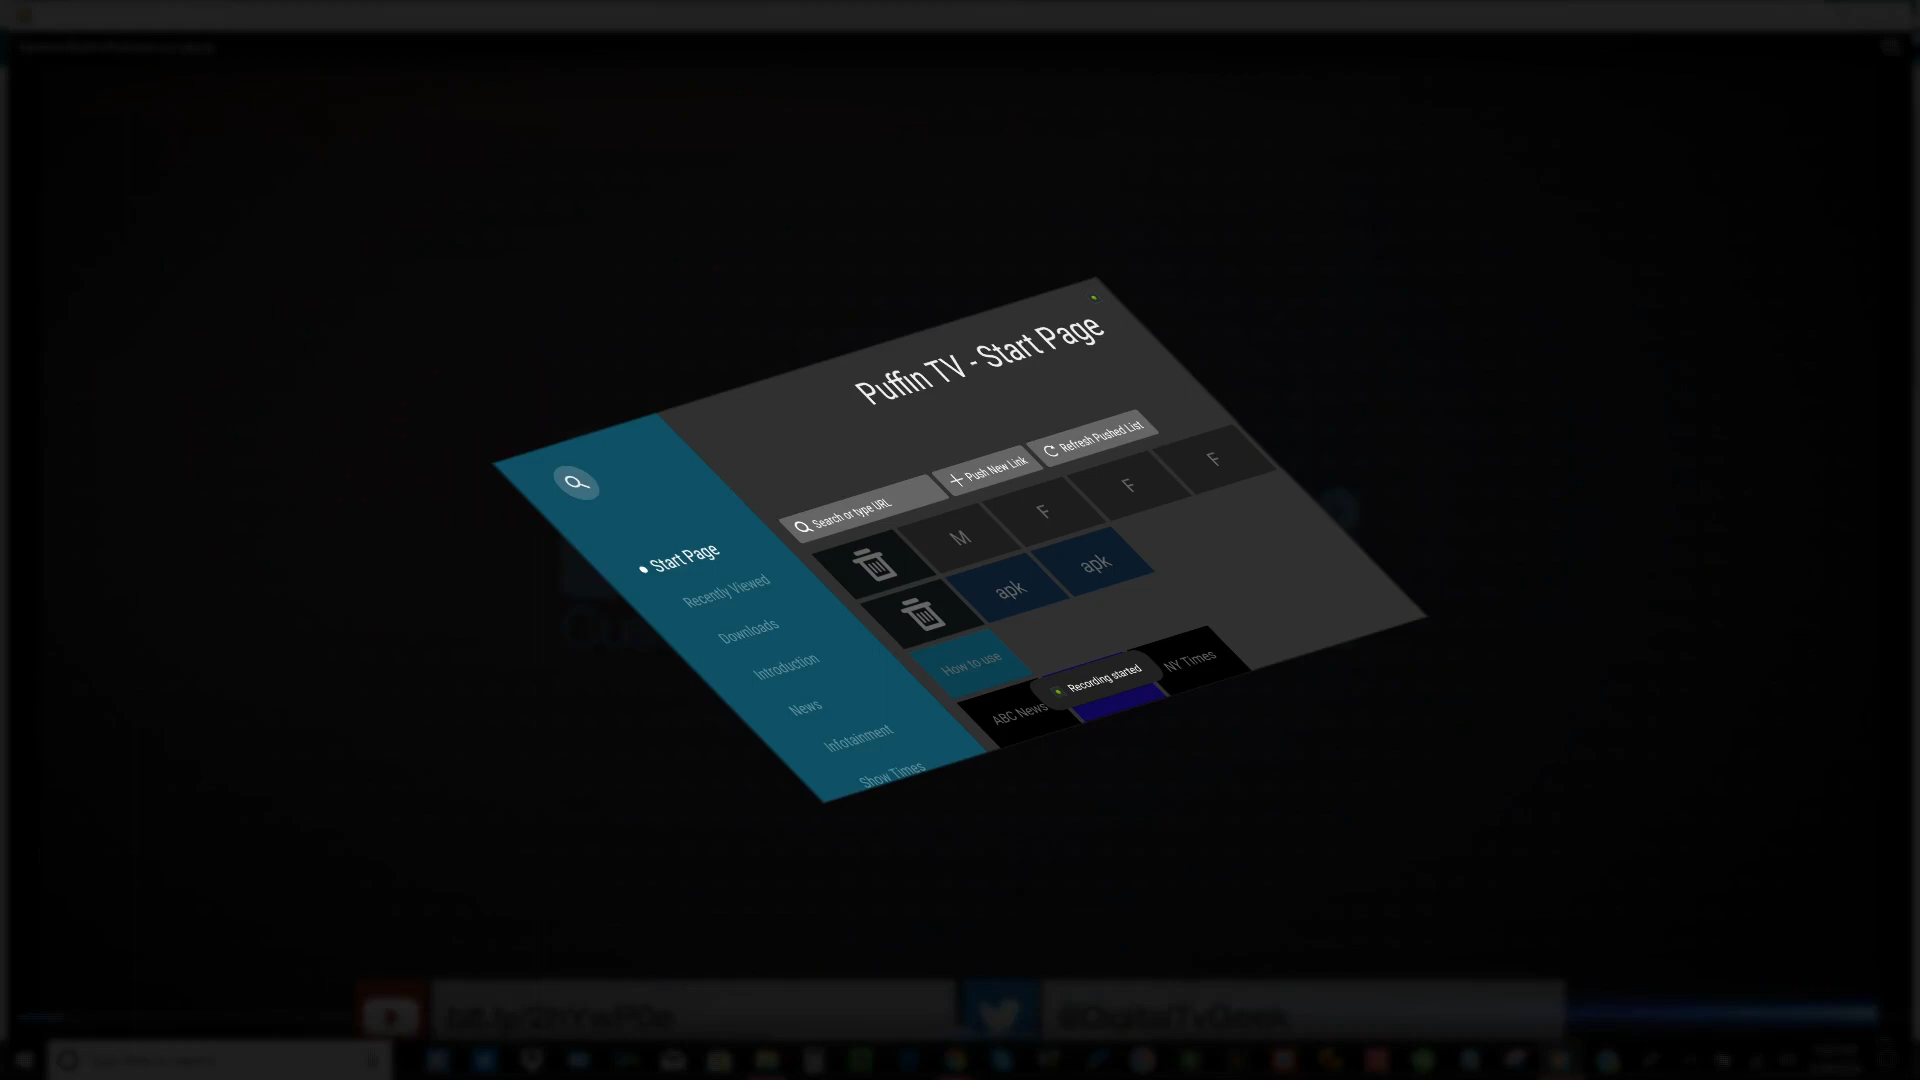 Puffin TV - Start Page
Search or type URL
Push New Link
Refresh Pushed List
Start Page
Recently Viewed
Downloads
Introduction
News
Infotainment
Show Times
M
F
F
F
apk
apk
How to use
ABC News
NY Times
Recording started
@DigitalTvGeek